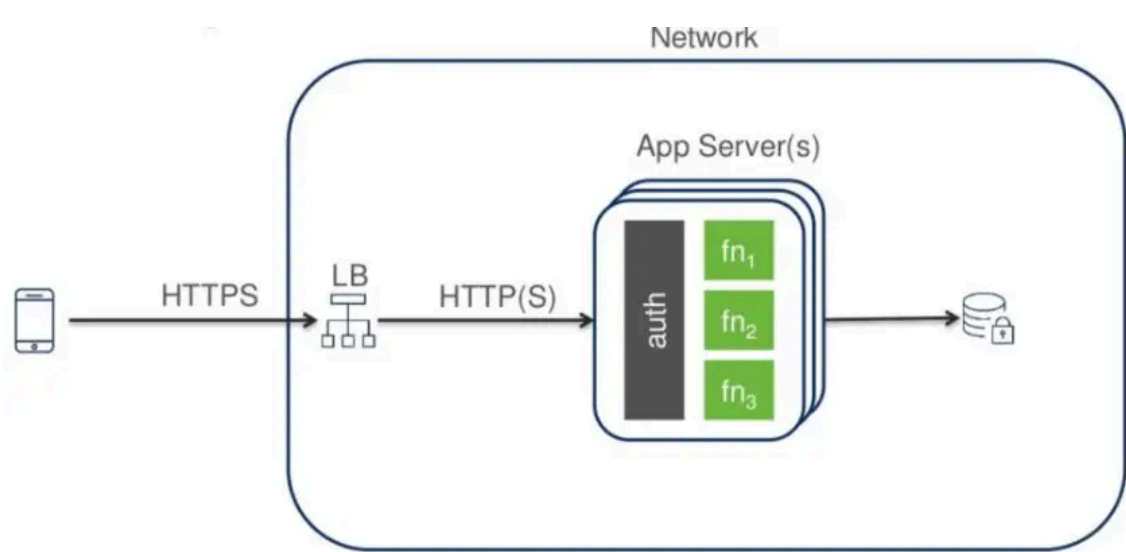 Network
App Server(s)
LB
HTTPS
HTTP(S)
auth
fn₁
fn₂
fn₃